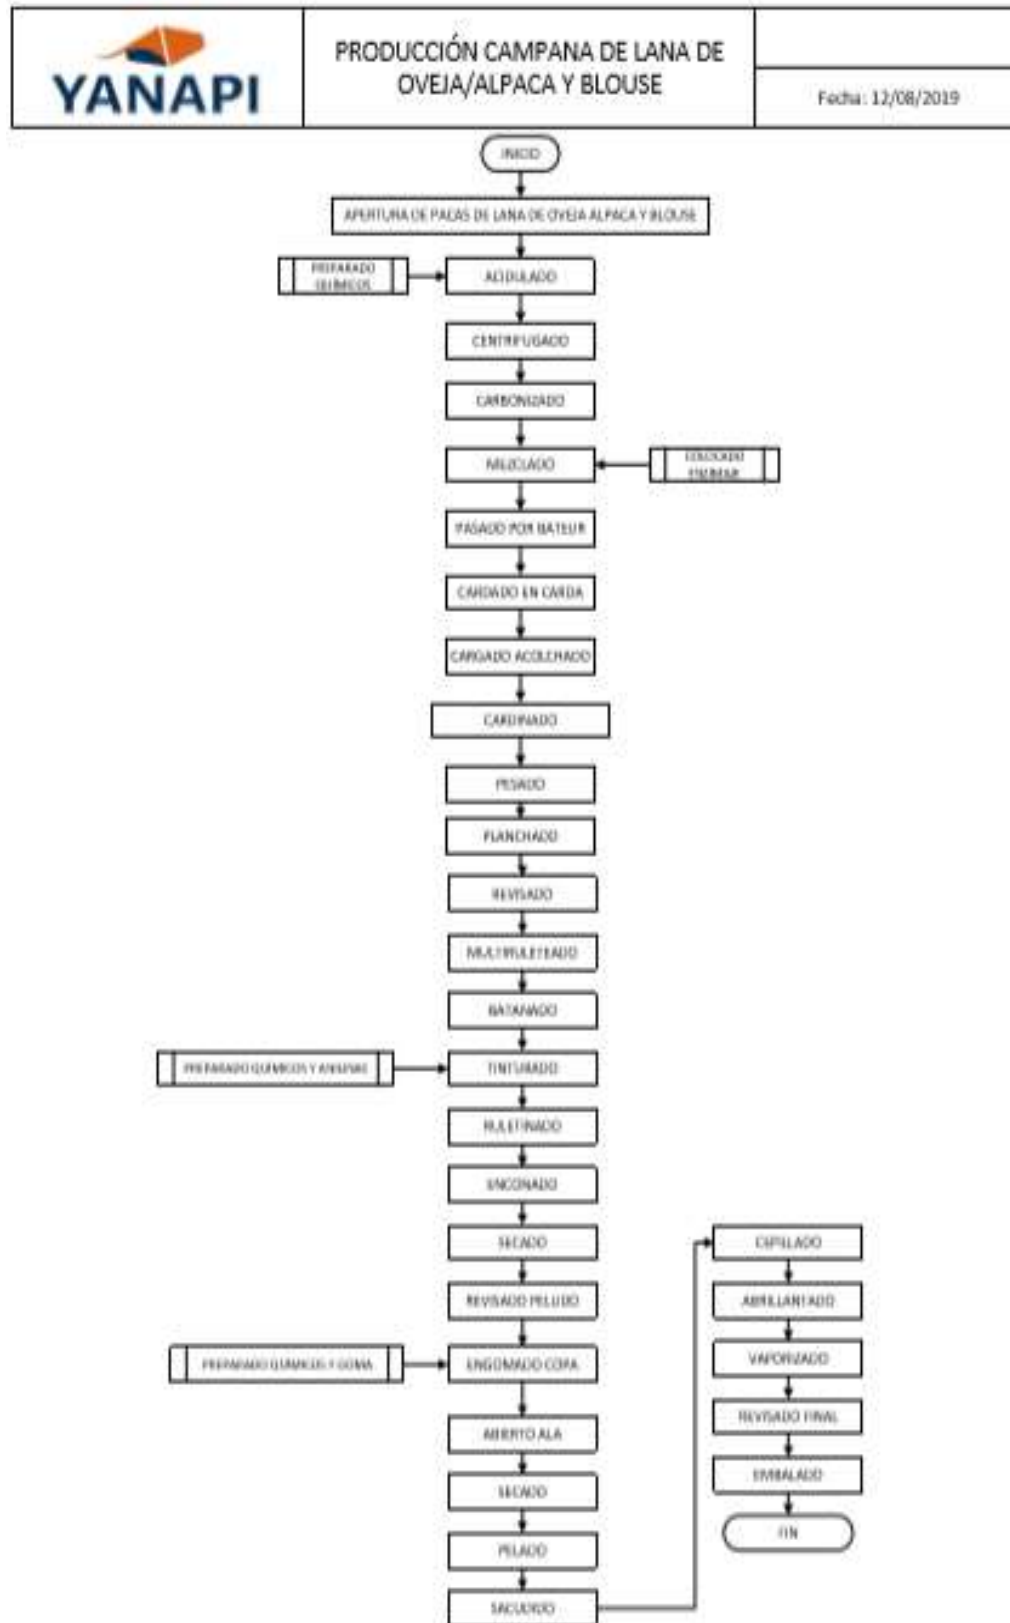 YANAPI
PRODUCCIÓN CAMPANA DE LANA DE
OVEJA/ALPACA Y BLOUSE
Fecha: 12/08/2019
INICIO
APERTURA DE PACAS DE LANA DE OVEJA ALPACA Y BLOUSE
PREPARADO
QUÍMICOS
ACIDULADO
CENTRIFUGADO
CARBONIZADO
MEZCLADO
COLOCADO
PASADO POR BATEUR
CARDADO EN CARDA
CARGADO ACOLCHADO
CARDINADO
PESADO
PLANCHADO
REVISADO
MULTIRULETEADO
BATANADO
PREPARADO QUIMICOS Y
TINTURADO
RULETINADO
ENCONADO
SECADO
REVISADO PELUDO
PREPARADO QUIMICOS Y GOMA
ENGOMADO COPA
ABIERTO ALA
SECADO
PELADO
SACUDIDO
CEPILLADO
ABRILLANTADO
VAPORIZADO
REVISADO FINAL
EMBALADO
FIN